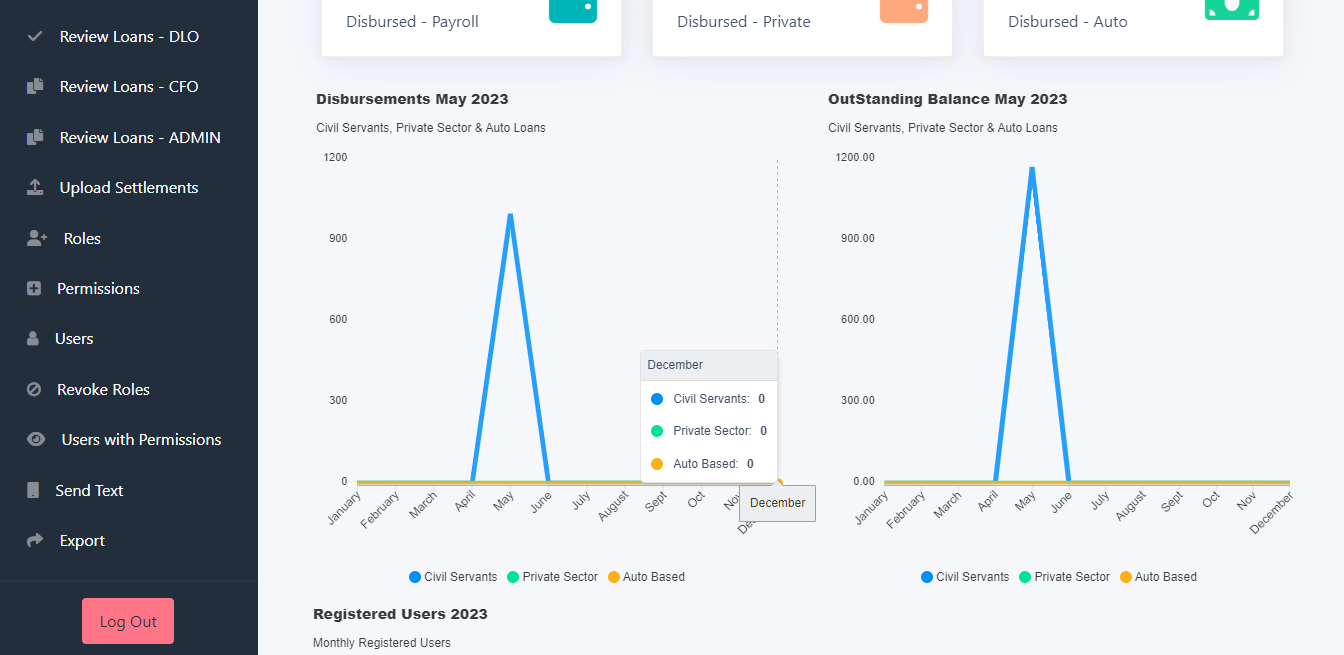 Review Loans - DLO
Review Loans - CFO
Review Loans - ADMIN
Upload Settlements
Roles
Permissions
Users
Revoke Roles
Users with Permissions
Send Text
Export
Log Out
Disbursed - Payroll
Disbursed - Private
Disbursed - Auto
Disbursements May 2023
Civil Servants, Private Sector & Auto Loans
1200
900
600
300
0
January
February
March
April
May
June
July
August
Sept
Oct
December
Civil Servants: 0
Private Sector: 0
Auto Based: 0
December
Civil Servants
Private Sector
Auto Based
OutStanding Balance May 2023
Civil Servants, Private Sector & Auto Loans
1200.00
900.00
600.00
300.00
0.00
January
February
March
April
May
June
July
August
Sept
Oct
Nov
December
Civil Servants
Private Sector
Auto Based
Registered Users 2023
Monthly Registered Users